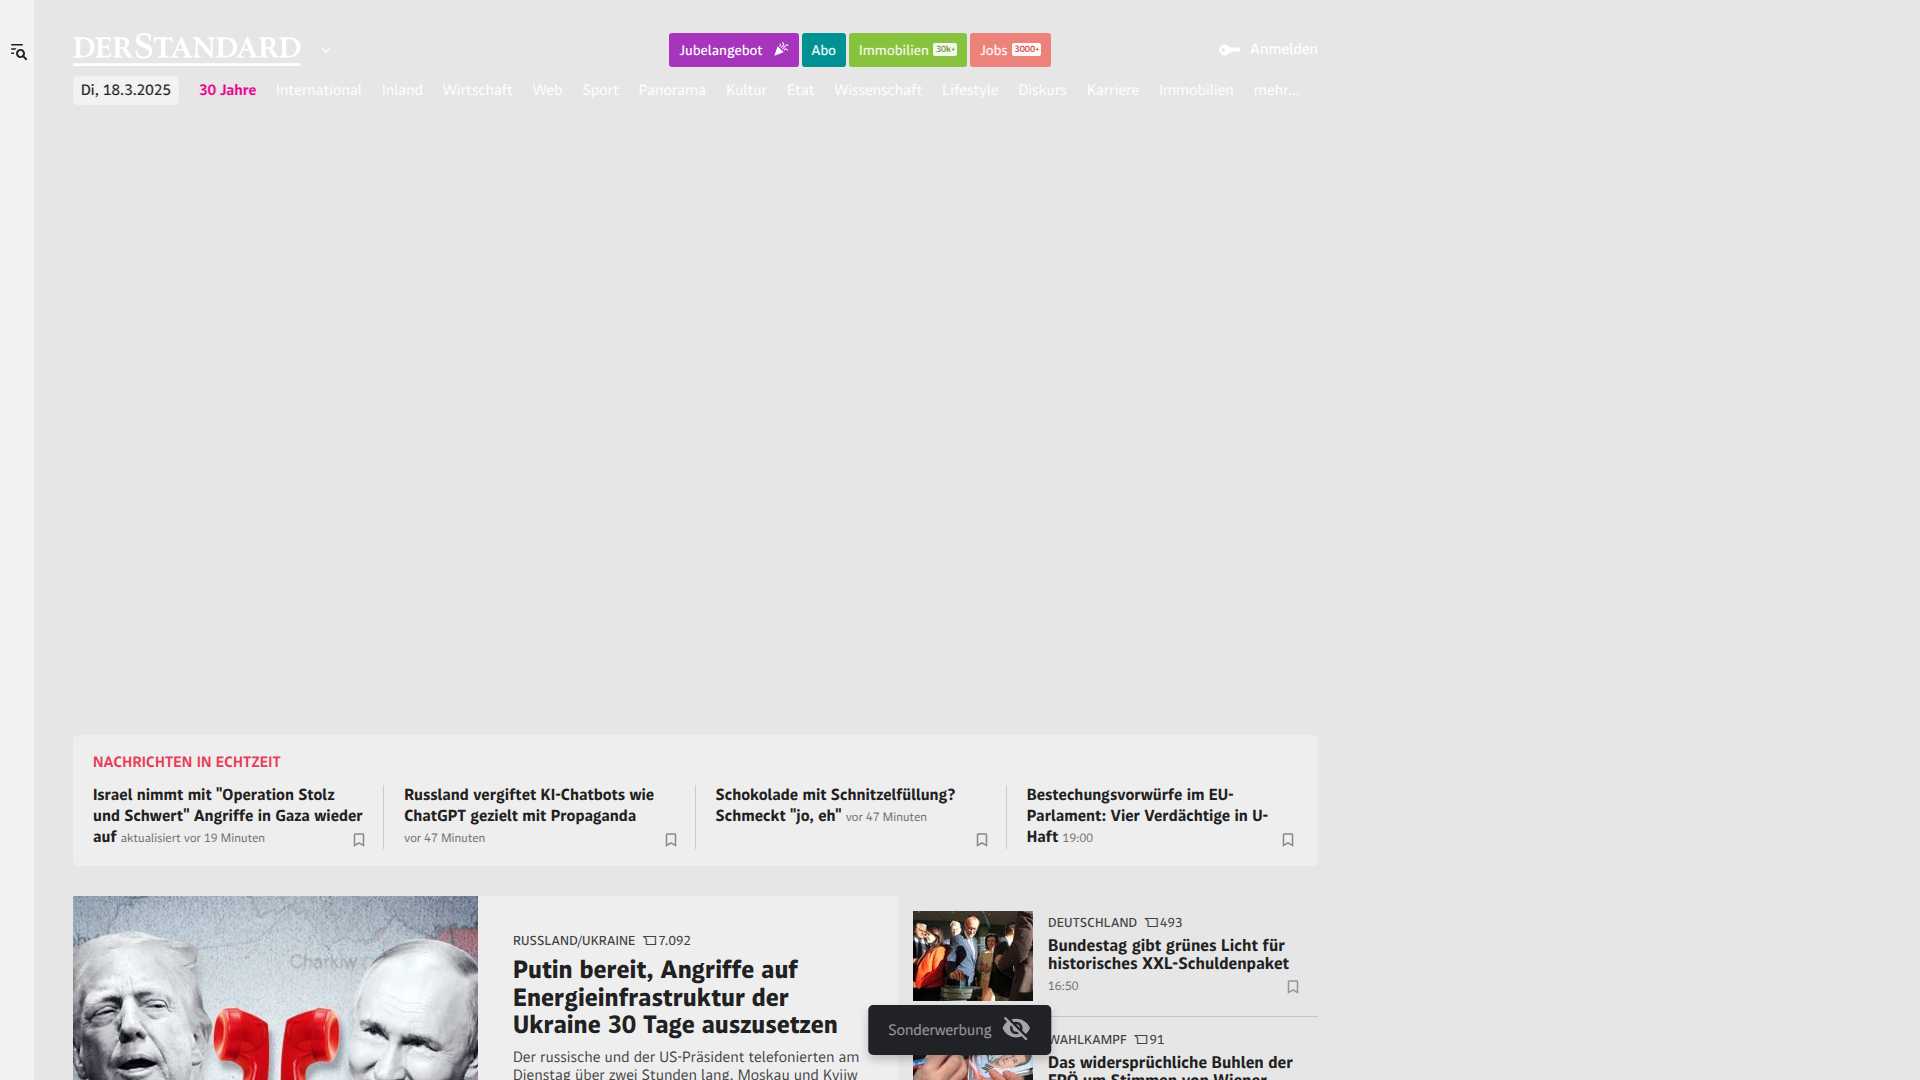 DERSTANDARD
Jubelangebot
Abo
Immobilien 30k+
Jobs 3000+
Anmelden
Di, 18.3.2025
30 Jahre
International
Inland
Wirtschaft
Web
Sport
Panorama
Kultur
Etat
Wissenschaft
Lifestyle
Diskurs
Karriere
Immobilien
mehr...
NACHRICHTEN IN ECHTZEIT
Israel nimmt mit "Operation Stolz
und Schwert" Angriffe in Gaza wieder
auf aktualisiert vor 19 Minuten
Russland vergiftet KI-Chatbots wie
ChatGPT gezielt mit Propaganda
vor 47 Minuten
Schokolade mit Schnitzelfüllung?
Schmeckt "jo, eh" vor 47 Minuten
Bestechungsvorwürfe im EU-
Parlament: Vier Verdächtige in U-
Haft 19:00
Charkiw
RUSSLAND/UKRAINE 7.092
Putin bereit, Angriffe auf
Energieinfrastruktur der
Ukraine 30 Tage auszusetzen
Der russische und der US-Präsident telefonierten am
Dienstag über zwei Stunden lang. Moskau und Kyjiw
DEUTSCHLAND 493
Bundestag gibt grünes Licht für
historisches XXL-Schuldenpaket
16:50
Sonderwerbung
WAHLKAMPF 91
Das widersprüchliche Buhlen der
FPÖ um Stimmen von Wiener